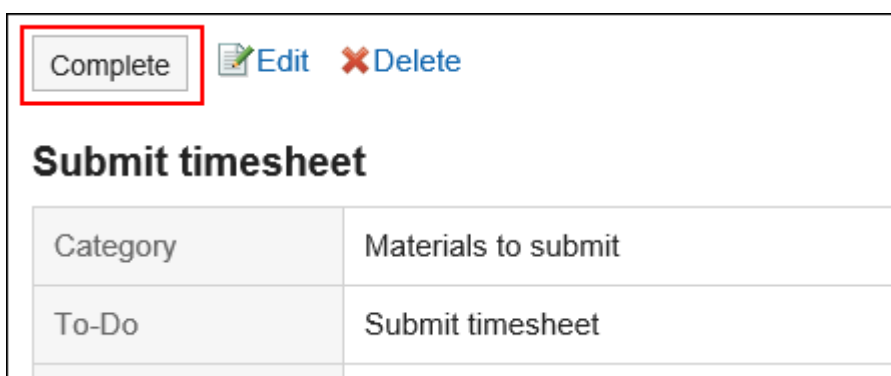 Complete Edit Delete
Submit timesheet
Category Materials to submit
To-Do Submit timesheet